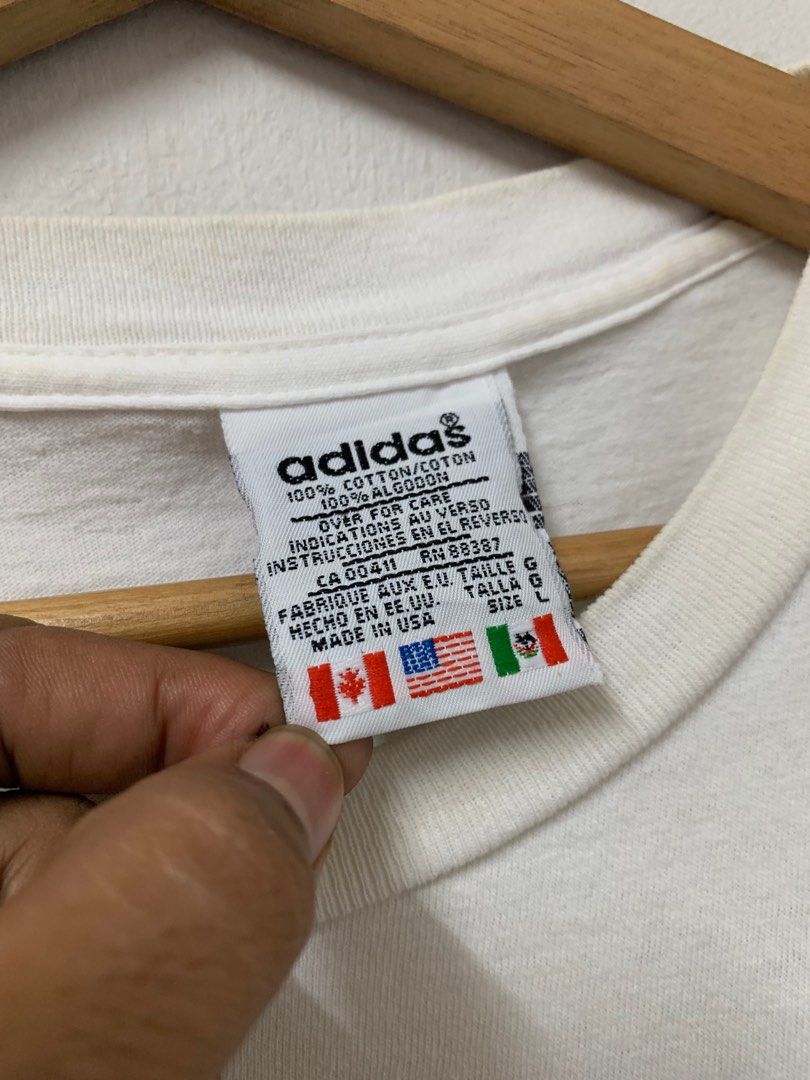 adidas®
100% COTTON/COTON
100% ALGODON
OVER FOR CARE
INDICATIONS AU VERSO
INSTRUCCIONES EN EL REVERSO
CA 00411 RN 88387
FABRIQUE AUX E.U. TAILLE G
HECHO EN EE.UU. TALLA G
MADE IN USA SIZE L